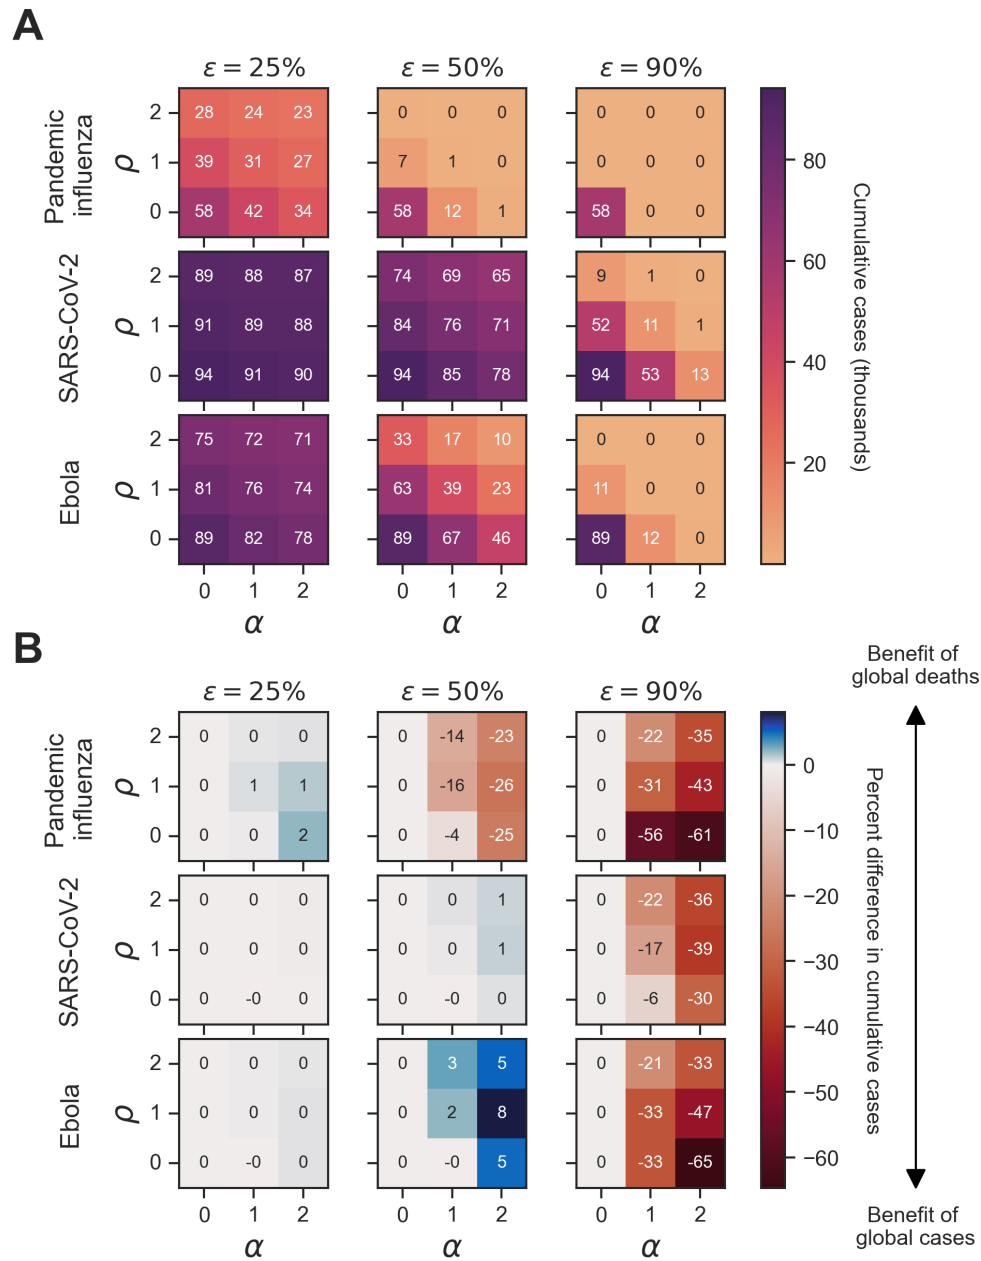 A
ε = 25% ε = 50% ε = 90%
Pandemic
influenza
ρ
2 28 24 23 0 0 0 0 0 0
1 39 31 27 7 1 0 0 0 0
0 58 42 34 58 12 1 58 0 0
SARS-CoV-2
ρ
2 89 88 87 74 69 65 9 1 0
1 91 89 88 84 76 71 52 11 1
0 94 91 90 94 85 78 94 53 13
Ebola
ρ
2 75 72 71 33 17 10 0 0 0
1 81 76 74 63 39 23 11 0 0
0 89 82 78 89 67 46 89 12 0
0 1 2 0 1 2 0 1 2
α α α
80
60
40
20
Cumulative cases (thousands)
B
ε = 25% ε = 50% ε = 90%
Pandemic
influenza
ρ
2 0 0 0 0 -14 -23 0 -22 -35
1 0 1 1 0 -16 -26 0 -31 -43
0 0 0 2 0 -4 -25 0 -56 -61
SARS-CoV-2
ρ
2 0 0 0 0 0 1 0 -22 -36
1 0 0 0 0 0 1 0 -17 -39
0 0 -0 0 0 -0 0 0 -6 -30
Ebola
ρ
2 0 0 0 0 3 5 0 -21 -33
1 0 0 0 0 2 8 0 -33 -47
0 0 -0 0 0 -0 5 0 -33 -65
0 1 2 0 1 2 0 1 2
α α α
0
−10
−20
−30
−40
−50
−60
Percent difference in cumulative cases
Benefit of
global deaths
Benefit of
global cases